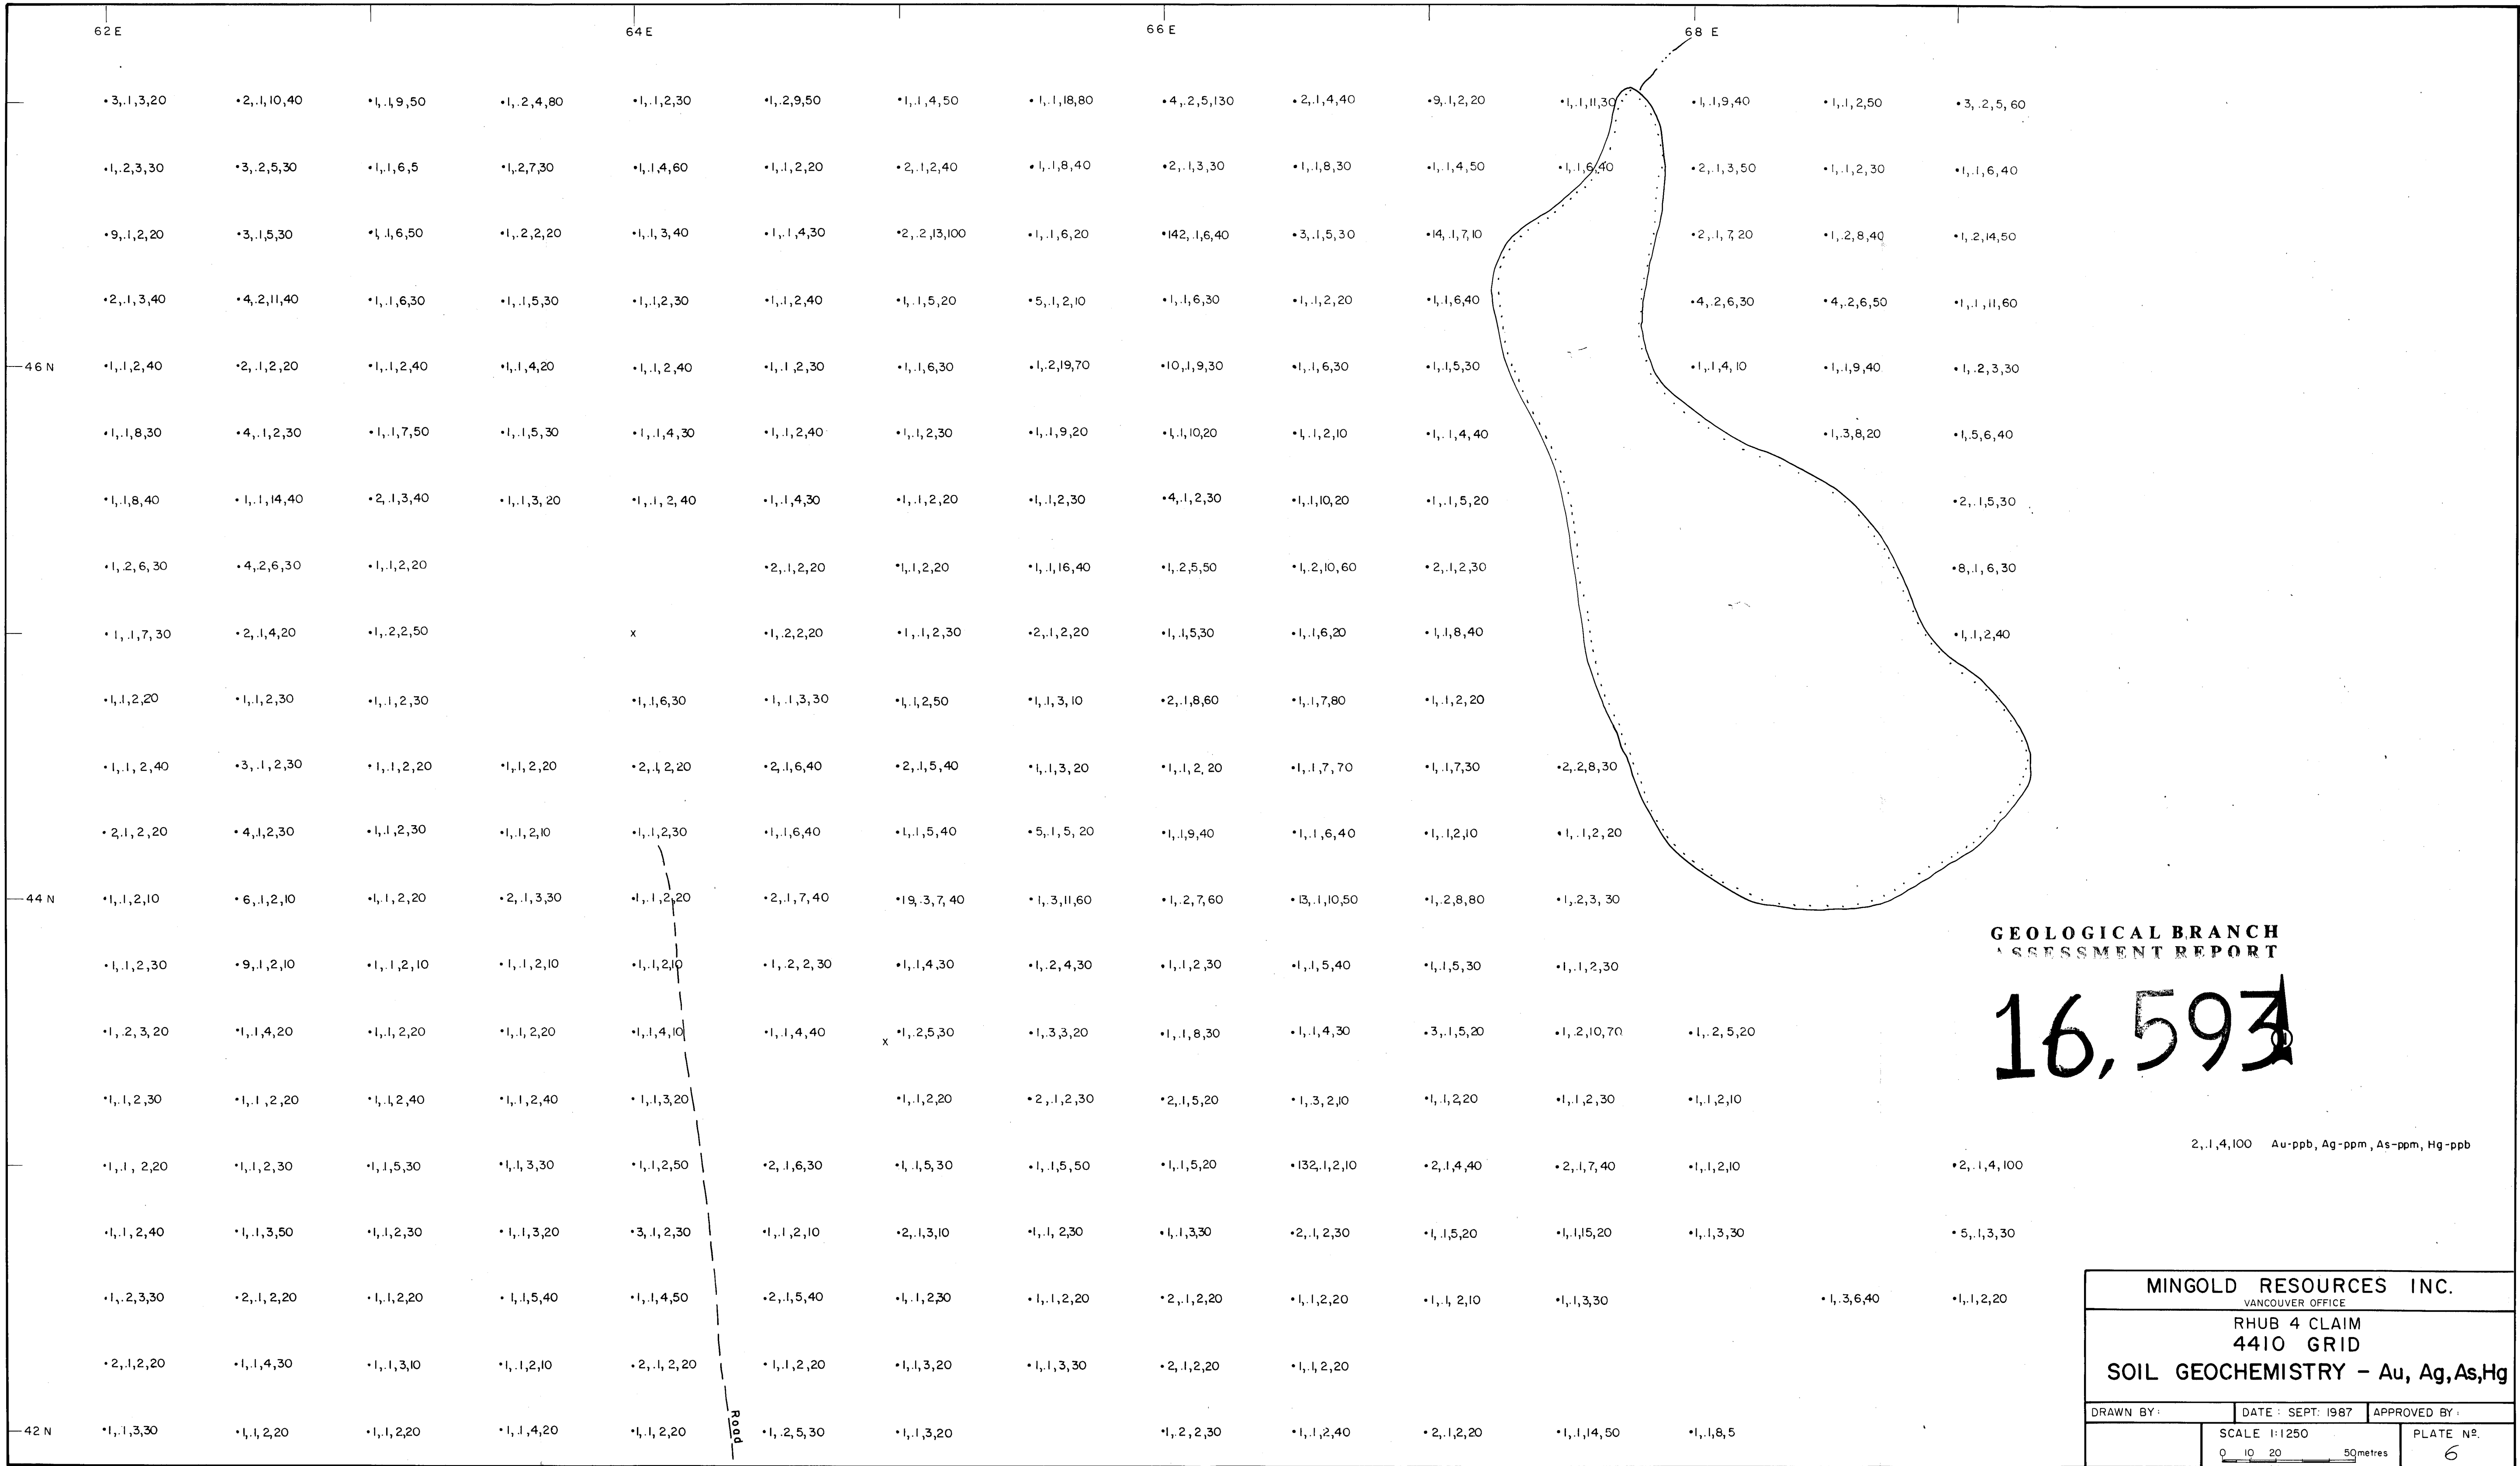 62E 64E 66E 68 E
•3,.1,3,20 •2,.1,10,40 •1,.1,9,50 •1,.2,4,80 •1,.1,2,30 •1,.2,9,50 •1,.1,4,50 •1,.1,18,80 •4,.2,5,130 •2,.1,4,40 •9,.1,2,20 •1,.1,11,30 •1,.1,9,40 •1,.1,2,50 •3,.2,5,60
•1,.2,3,30 •3,.2,5,30 •1,.1,6,5 •1,.2,7,30 •1,.1,4,60 •1,.1,2,20 •2,.1,2,40 •1,.1,8,40 •2,.1,3,30 •1,.1,8,30 •1,.1,4,50 •1,.1,6,40 •2,.1,3,50 •1,.1,2,30 •1,.1,6,40
•9,.1,2,20 •3,.1,5,30 •1,.1,6,50 •1,.2,2,20 •1,.1,3,40 •1,.1,4,30 •2,.2,13,100 •1,.1,6,20 •142,.1,6,40 •3,.1,5,30 •14,.1,7,10 •2,.1,7,20 •1,.2,8,40 •1,.2,14,50
•2,.1,3,40 •4,.2,11,40 •1,.1,6,30 •1,.1,5,30 •1,.1,2,30 •1,.1,2,40 •1,.1,5,20 •5,.1,2,10 •1,.1,6,30 •1,.1,2,20 •1,.1,6,40 •4,.2,6,30 •4,.2,6,50 •1,.1,11,60
46 N •1,.1,2,40 •2,.1,2,20 •1,.1,2,40 •1,.1,4,20 •1,.1,2,40 •1,.1,2,30 •1,.1,6,30 •1,.2,19,70 •10,.1,9,30 •1,.1,6,30 •1,.1,5,30 •1,.1,4,10 •1,.1,9,40 •1,.2,3,30
•1,.1,8,30 •4,.1,2,30 •1,.1,7,50 •1,.1,5,30 •1,.1,4,30 •1,.1,2,40 •1,.1,2,30 •1,.1,9,20 •1,.1,10,20 •1,.1,2,10 •1,.1,4,40 •1,.3,8,20 •1,.5,6,40
•1,.1,8,40 •1,.1,14,40 •2,.1,3,40 •1,.1,3,20 •1,.1,2,40 •1,.1,4,30 •1,.1,2,20 •1,.1,2,30 •4,.1,2,30 •1,.1,10,20 •1,.1,5,20 •2,.1,5,30
•1,.2,6,30 •4,.2,6,30 •1,.1,2,20 •2,.1,2,20 •1,.1,2,20 •1,.1,16,40 •1,.2,5,50 •1,.2,10,60 •2,.1,2,30 •8,.1,6,30
•1,.1,7,30 •2,.1,4,20 •1,.2,2,50 x •1,.2,2,20 •1,.1,2,30 •2,.1,2,20 •1,.1,5,30 •1,.1,6,20 •1,.1,8,40 •1,.1,2,40
•1,.1,2,20 •1,.1,2,30 •1,.1,2,30 •1,.1,6,30 •1,.1,3,30 •1,.1,2,50 •1,.1,3,10 •2,.1,8,60 •1,.1,7,80 •1,.1,2,20
•1,.1,2,40 •3,.1,2,30 •1,.1,2,20 •1,.1,2,20 •2,.1,2,20 •2,.1,6,40 •2,.1,5,40 •1,.1,3,20 •1,.1,2,20 •1,.1,7,70 •1,.1,7,30 •2,.2,8,30
•2,.1,2,20 •4,.1,2,30 •1,.1,2,30 •1,.1,2,10 •1,.1,2,30 •1,.1,6,40 •1,.1,5,40 •5,.1,5,20 •1,.1,9,40 •1,.1,6,40 •1,.1,2,10 •1,.1,2,20
44 N •1,.1,2,10 •6,.1,2,10 •1,.1,2,20 •2,.1,3,30 •1,.1,2,20 •2,.1,7,40 •19,.3,7,40 •1,.3,11,60 •1,.2,7,60 •13,.1,10,50 •1,.2,8,80 •1,.2,3,30
GEOLOGICAL BRANCH
ASSESSMENT REPORT
•1,.1,2,30 •9,.1,2,10 •1,.1,2,10 •1,.1,2,10 •1,.1,2,10 •1,.2,2,30 •1,.1,4,30 •1,.2,4,30 •1,.1,2,30 •1,.1,5,40 •1,.1,5,30 •1,.1,2,30
16,593
•1,.2,3,20 •1,.1,4,20 •1,.1,2,20 •1,.1,2,20 •1,.1,4,10 •1,.1,4,40 x •1,.2,5,30 •1,.3,3,20 •1,.1,8,30 •1,.1,4,30 •3,.1,5,20 •1,.2,10,70 •1,.2,5,20
•1,.1,2,30 •1,.1,2,20 •1,.1,2,40 •1,.1,2,40 •1,.1,3,20 •1,.1,2,20 •2,.1,2,30 •2,.1,5,20 •1,.3,2,10 •1,.1,2,20 •1,.1,2,30 •1,.1,2,10
2,.1,4,100 Au-ppb, Ag-ppm, As-ppm, Hg-ppb
•1,.1,2,20 •1,.1,2,30 •1,.1,5,30 •1,.1,3,30 •1,.1,2,50 •2,.1,6,30 •1,.1,5,30 •1,.1,5,50 •1,.1,5,20 •132,.1,2,10 •2,.1,4,40 •2,.1,7,40 •1,.1,2,10 •2,.1,4,100
•1,.1,2,40 •1,.1,3,50 •1,.1,2,30 •1,.1,3,20 •3,.1,2,30 •1,.1,2,10 •2,.1,3,10 •1,.1,2,30 •1,.1,3,30 •2,.1,2,30 •1,.1,5,20 •1,.1,15,20 •1,.1,3,30 •5,.1,3,30
•1,.2,3,30 •2,.1,2,20 •1,.1,2,20 •1,.1,5,40 •1,.1,4,50 •2,.1,5,40 •1,.1,2,30 •1,.1,2,20 •2,.1,2,20 •1,.1,2,20 •1,.1,2,10 •1,.1,3,30 •1,.3,6,40 •1,.1,2,20
•2,.1,2,20 •1,.1,4,30 •1,.1,3,10 •1,.1,2,10 •2,.1,2,20 •1,.1,2,20 •1,.1,3,20 •1,.1,3,30 •2,.1,2,20 •1,.1,2,20
42 N •1,.1,3,30 •1,.1,2,20 •1,.1,2,20 •1,.1,4,20 •1,.1,2,20 Road •1,.2,5,30 •1,.1,3,20 •1,.2,2,30 •1,.1,2,40 •2,.1,2,20 •1,.1,14,50 •1,.1,8,5
MINGOLD RESOURCES INC.
VANCOUVER OFFICE
RHUB 4 CLAIM
4410 GRID
SOIL GEOCHEMISTRY - Au, Ag,As,Hg
DRAWN BY: DATE: SEPT. 1987 APPROVED BY:
SCALE 1:1250 PLATE Nº.
0 10 20 50metres 6